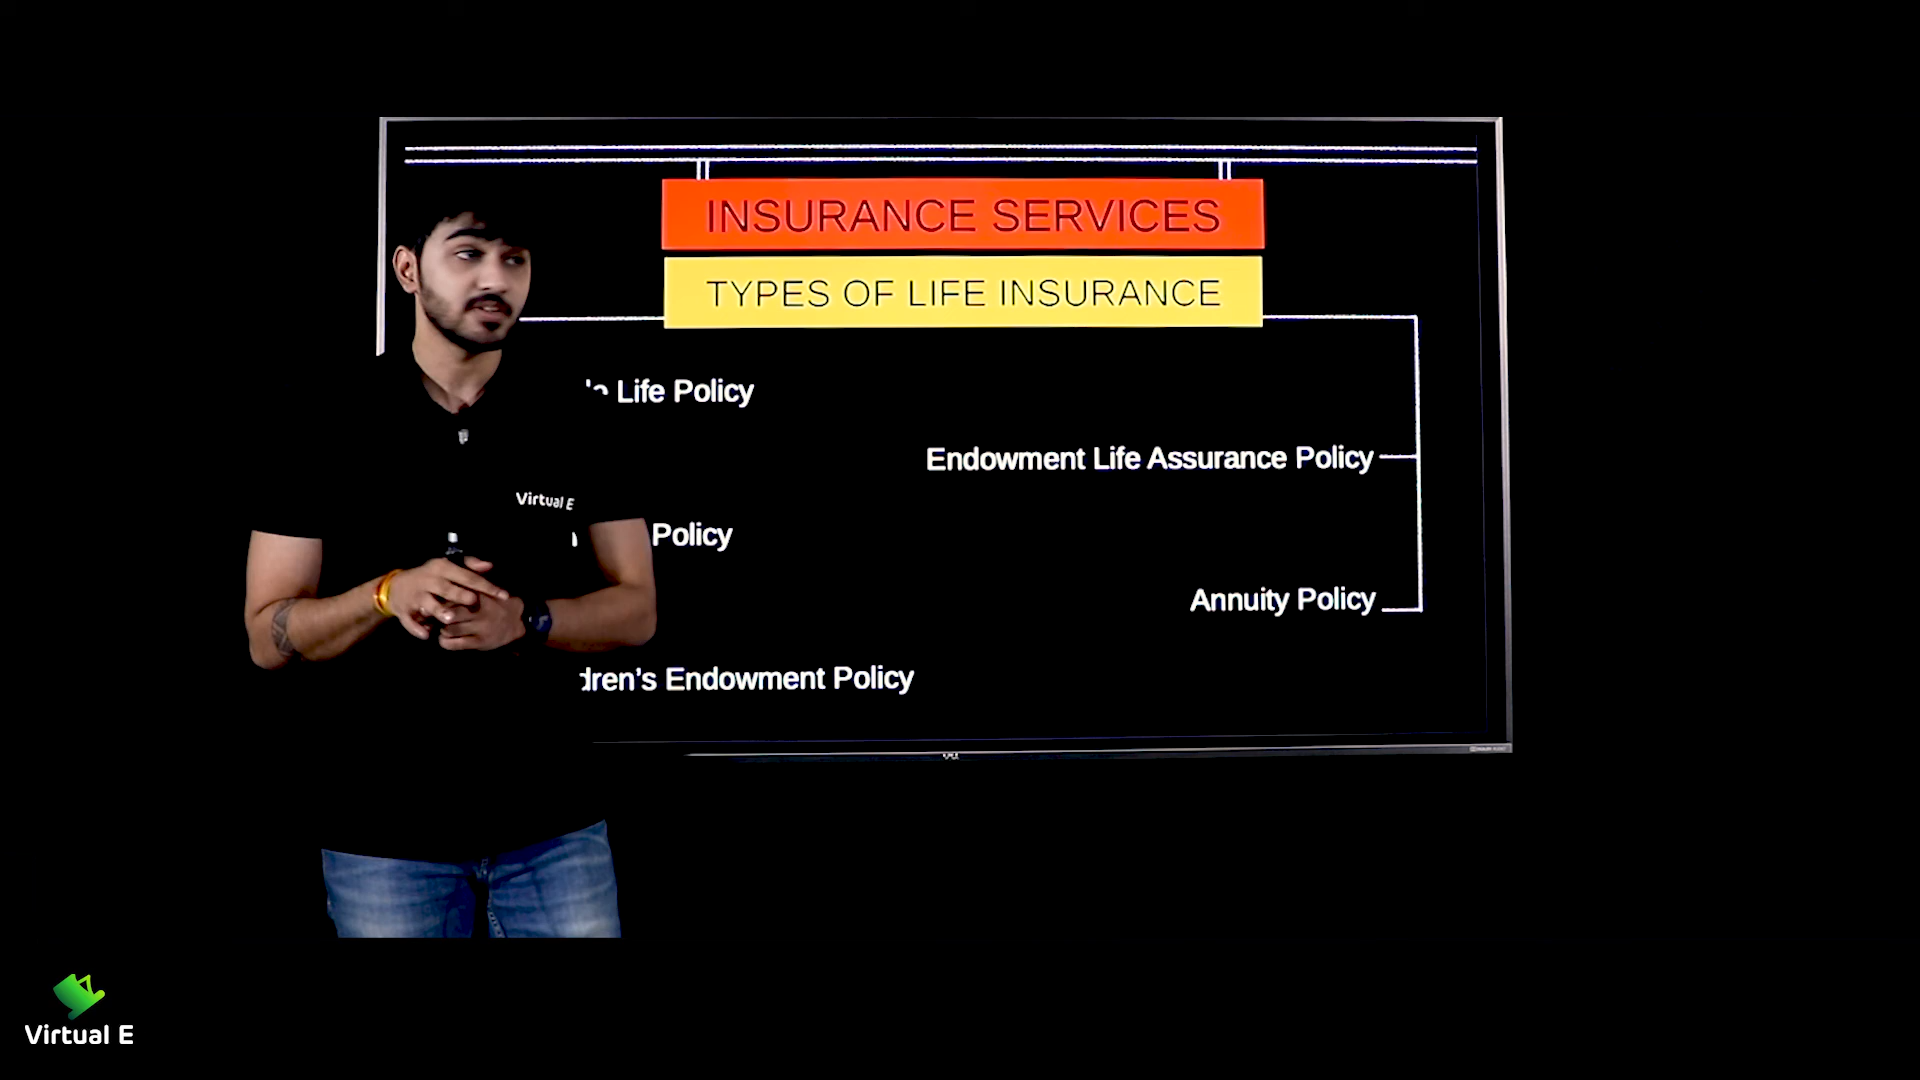 INSURANCE SERVICES
TYPES OF LIFE INSURANCE
Life Policy
Endowment Life Assurance Policy
Virtual E
Policy
Annuity Policy
Endowment Policy
Virtual E